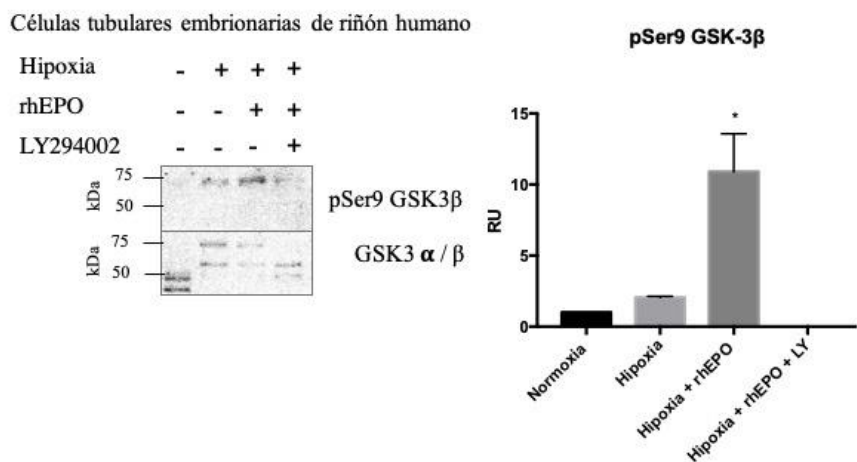 Células tubulares embrionarias de riñón humano
Hipoxia - + + +
rhEPO - - + +
LY294002 - - - +
kDa
75
50
pSer9 GSK3β
kDa
75
50
GSK3 α / β
pSer9 GSK-3β
RU
15
10
5
0
*
Normoxia
Hipoxia
Hipoxia + rhEPO
Hipoxia + rhEPO + LY